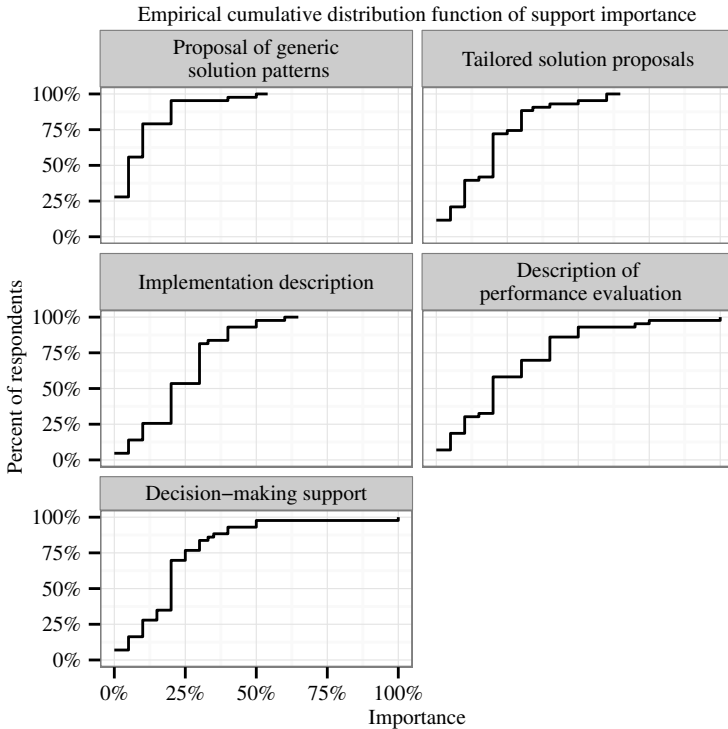 Empirical cumulative distribution function of support importance
Proposal of generic
solution patterns
Tailored solution proposals
100%
75%
50%
25%
0%
Implementation description
Description of
performance evaluation
100%
75%
50%
25%
0%
Percent of respondents
Decision−making support
100%
75%
50%
25%
0%
0% 25% 50% 75% 100%
Importance